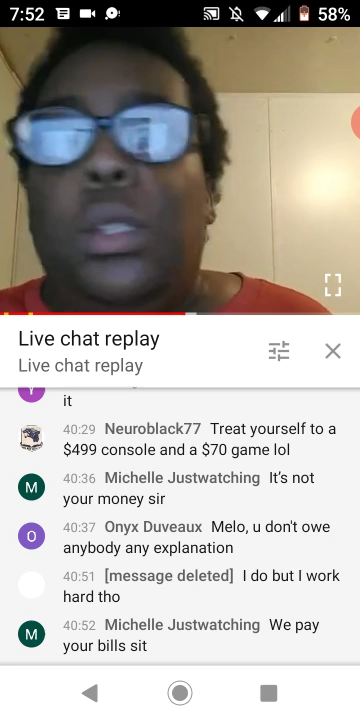 7:52
58%
Live chat replay
Live chat replay
Y
it
40:29 Neuroblack77 Treat yourself to a
$499 console and a $70 game lol
M
40:36 Michelle Justwatching It's not
your money sir
O
40:37 Onyx Duveaux Melo, u don't owe
anybody any explanation
40:51 [message deleted] I do but I work
hard tho
M
40:52 Michelle Justwatching We pay
your bills sit